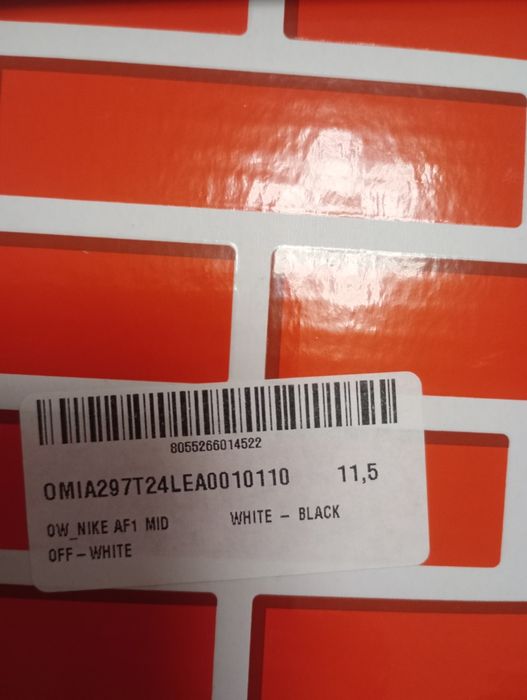 8055266014522
OMIA297T24LEA0010110 11,5
OW_NIKE AF1 MID WHITE - BLACK
OFF-WHITE